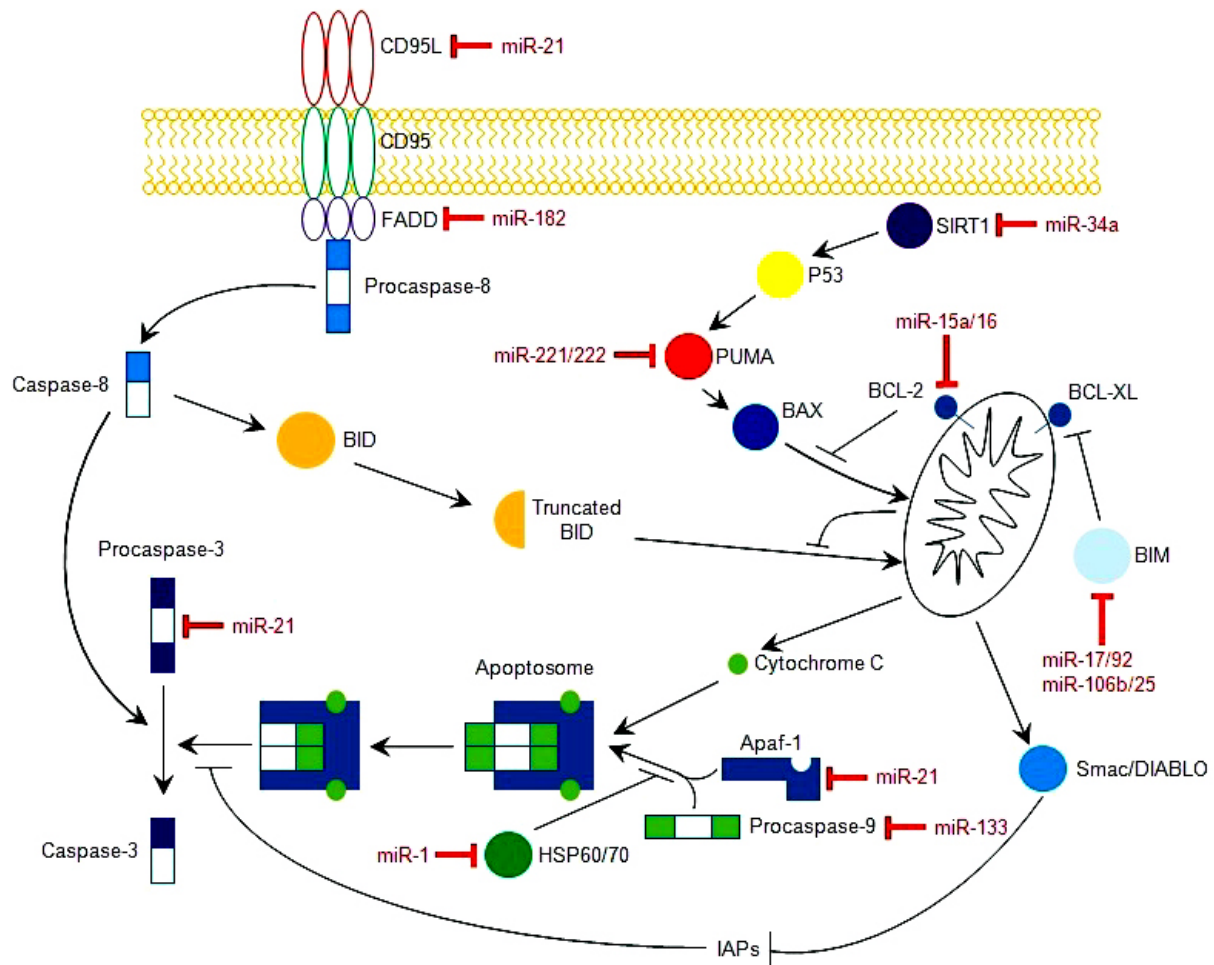 CD95L
miR-21
CD95
FADD
miR-182
SIRT1
miR-34a
P53
Procaspase-8
miR-15a/16
miR-221/222
PUMA
Caspase-8
BCL-2
BCL-XL
BAX
BID
Truncated
BID
Procaspase-3
BIM
miR-21
miR-17/92
miR-106b/25
Cytochrome C
Apoptosome
Apaf-1
miR-21
Smac/DIABLO
Procaspase-9
miR-133
Caspase-3
miR-1
HSP60/70
IAPs